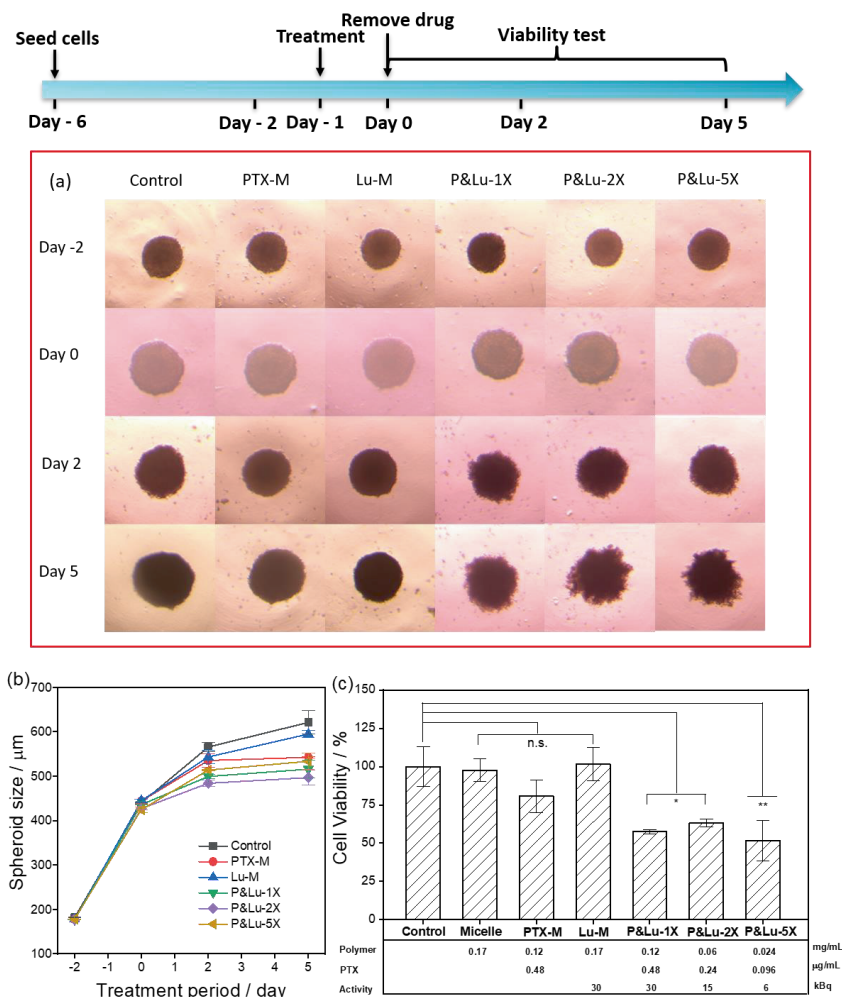 Remove drug
Treatment
Viability test
Seed cells
Day - 6
Day - 2
Day - 1
Day 0
Day 2
Day 5
(a)
Control
PTX-M
Lu-M
P&Lu-1X
P&Lu-2X
P&Lu-5X
Day -2
Day 0
Day 2
Day 5
(b)
700
600
500
400
300
200
100
Spheroid size / μm
Control
PTX-M
Lu-M
P&Lu-1X
P&Lu-2X
P&Lu-5X
-2
0
2
5
Treatment period / day
(c)
150
125
100
75
50
25
0
Cell Viability / %
n.s.
*
**
Control Micelle PTX-M Lu-M P&Lu-1X P&Lu-2X P&Lu-5X
Polymer 0.17 0.12 0.17 0.12 0.06 0.024 mg/mL
PTX 0.48 0.48 0.24 0.096 μg/mL
Activity 30 30 15 6 kBq